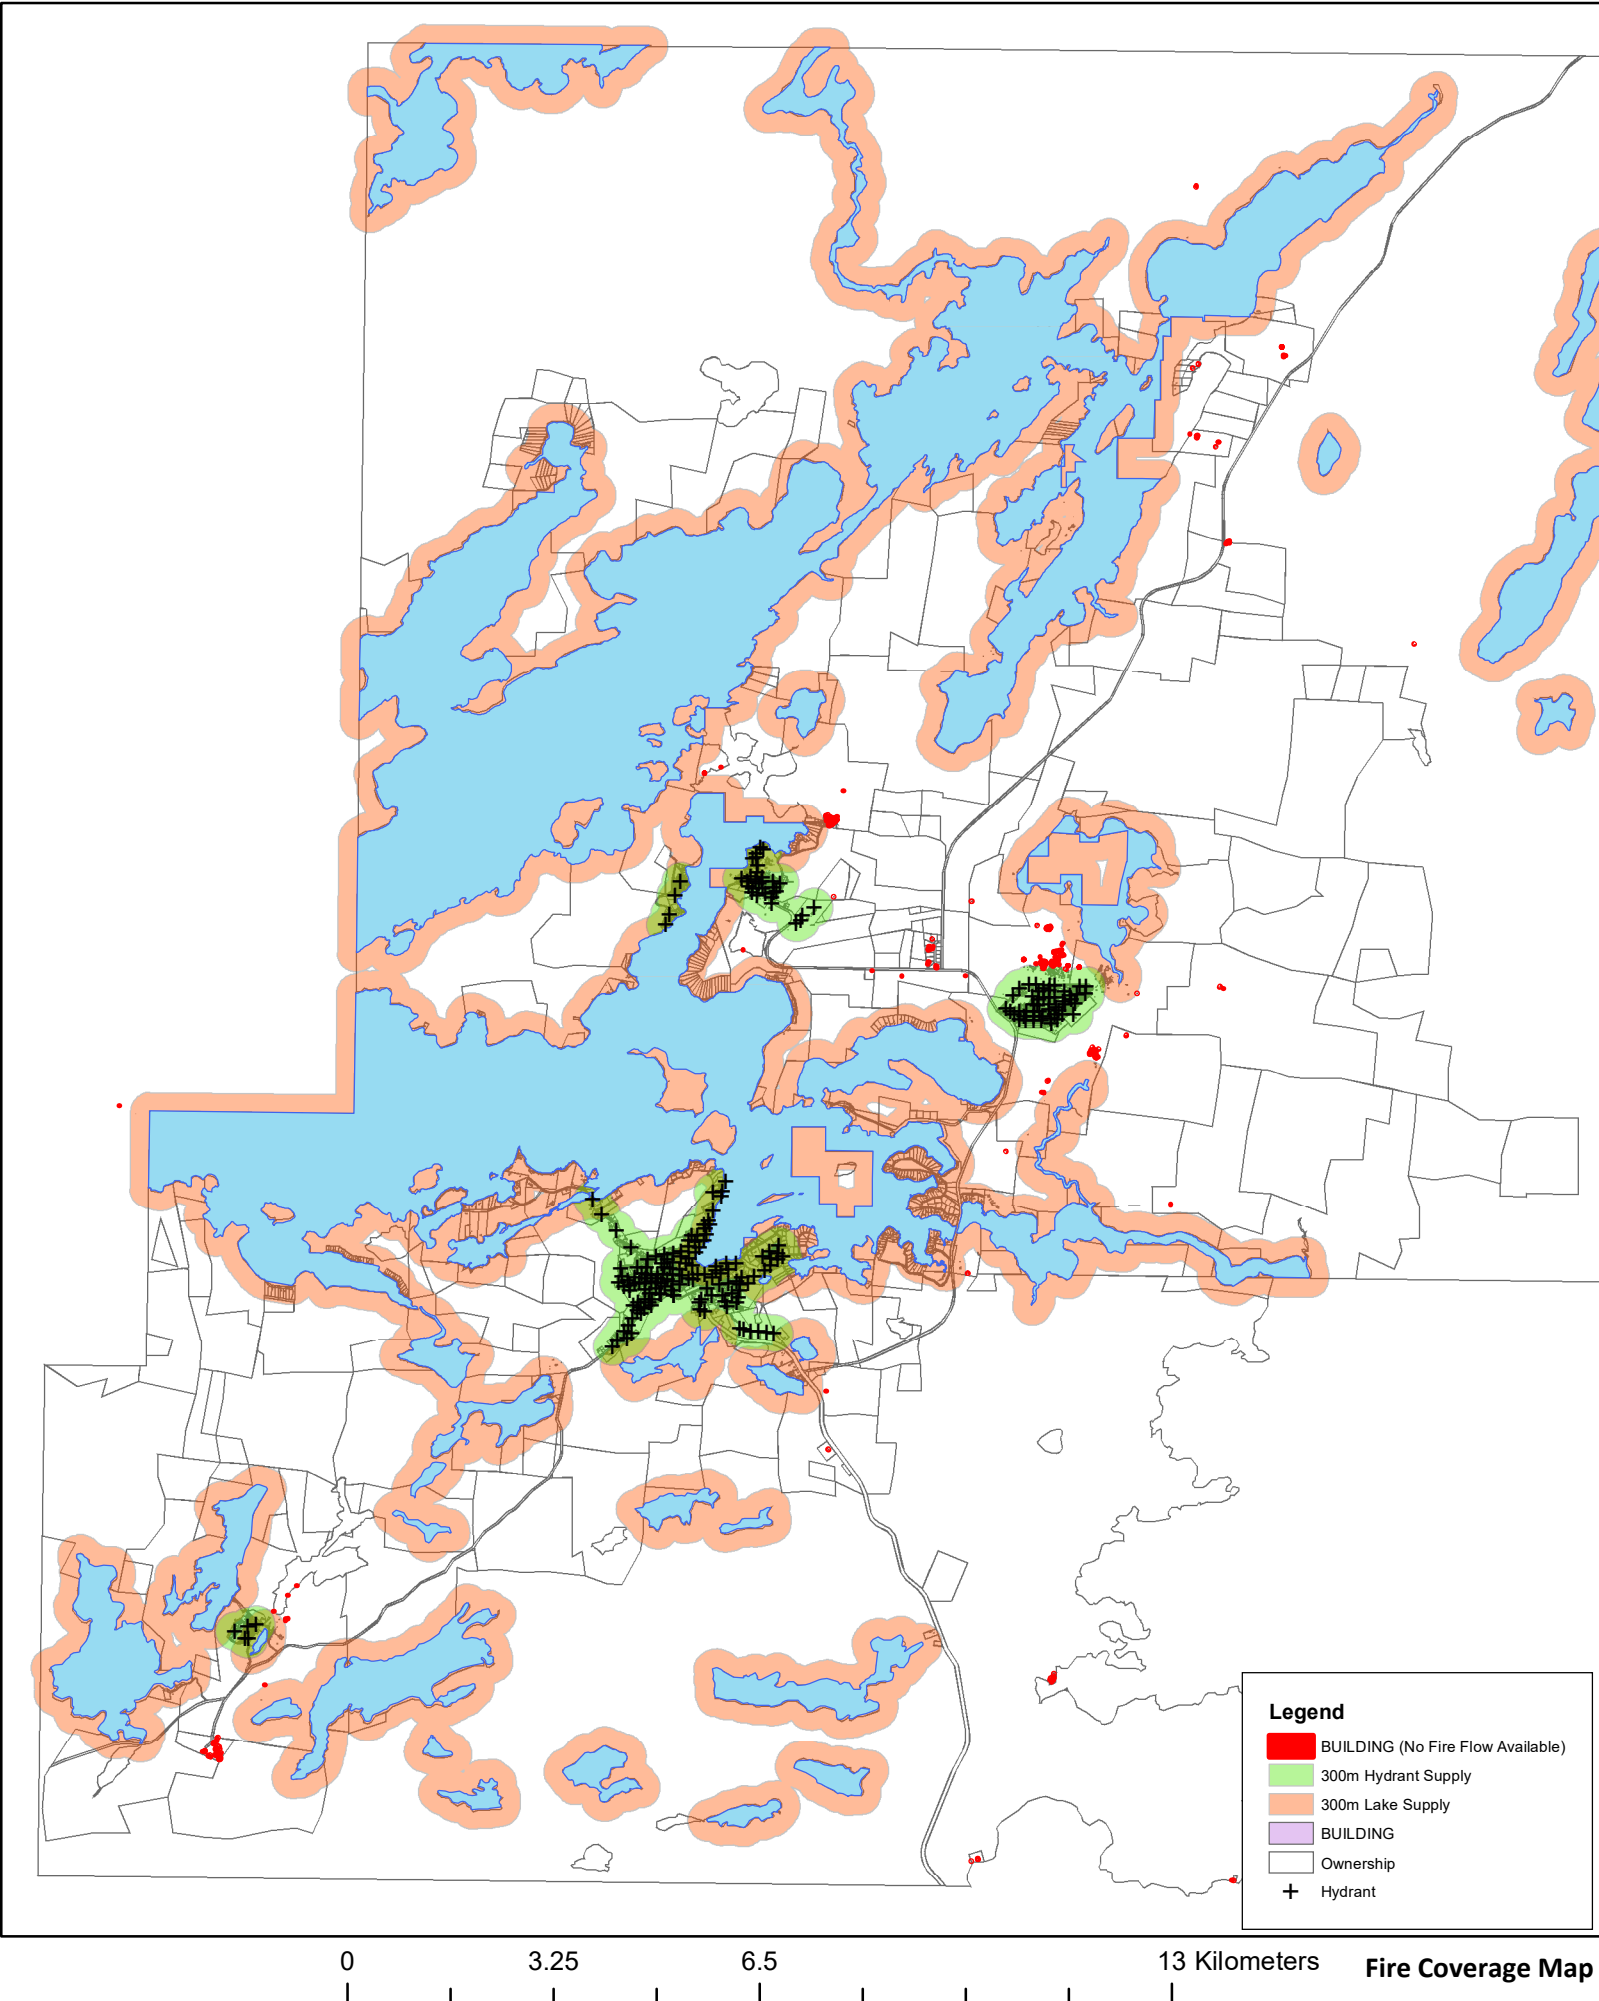 Legend
BUILDING (No Fire Flow Available)
300m Hydrant Supply
300m Lake Supply
BUILDING
Ownership
Hydrant
0 3.25 6.5 13 Kilometers
Fire Coverage Map